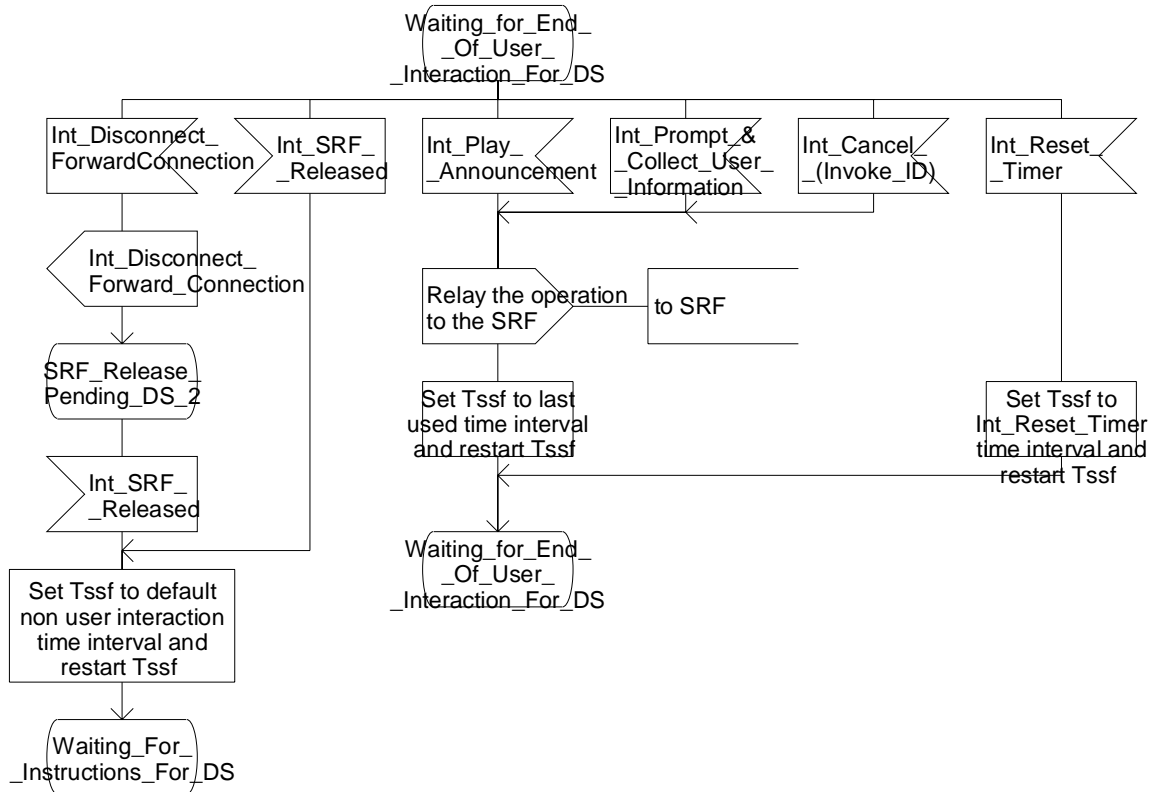 Waiting_for_End_
_Of_User_
_Interaction_For_DS
Int_Disconnect_
ForwardConnection
Int_SRF_
_Released
Int_Play_
_Announcement
Int_Prompt_&
_Collect_User_
_Information
Int_Cancel_
_(Invoke_ID)
Int_Reset_
_Timer
Int_Disconnect_
Forward_Connection
Relay the operation
to the SRF
to SRF
SRF_Release_
Pending_DS_2
Set Tssf to last
used time interval
and restart Tssf
Set Tssf to
Int_Reset_Timer
time interval and
restart Tssf
Int_SRF_
_Released
Waiting_for_End_
_Of_User_
_Interaction_For_DS
Set Tssf to default
non user interaction
time interval and
restart Tssf
Waiting_For_
_Instructions_For_DS